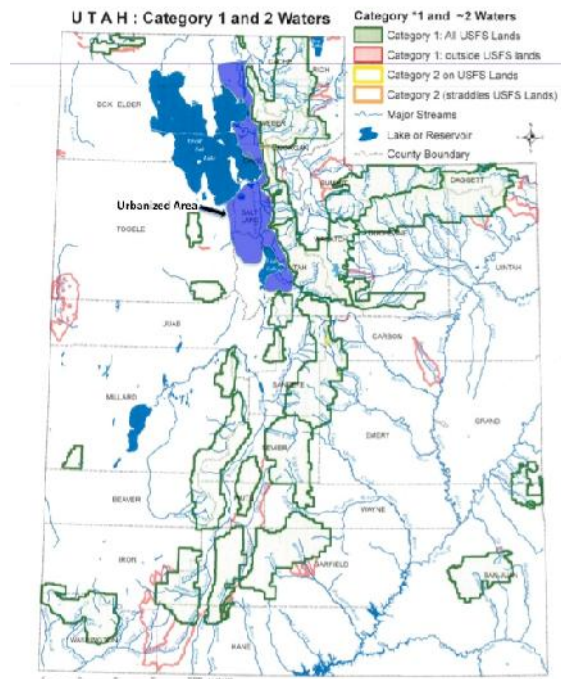 UTAH : Category 1 and 2 Waters
Category *1 and ~2 Waters
Category 1: All USFS Lands
Category 1: outside USFS lands
Category 2 on USFS Lands
Category 2 (straddles USFS Lands)
Major Streams
Lake or Reservoir
County Boundary
RICH
BOX ELDER
DAGGETT
Urbanized Area
SALT
LAKE
TOOELE
UINTAH
JUAB
CARBON
MILLARD
GRAND
EMERY
BEAVER
WAYNE
IRON
GARFIELD
SAN JUAN
WASHINGTON
KANE